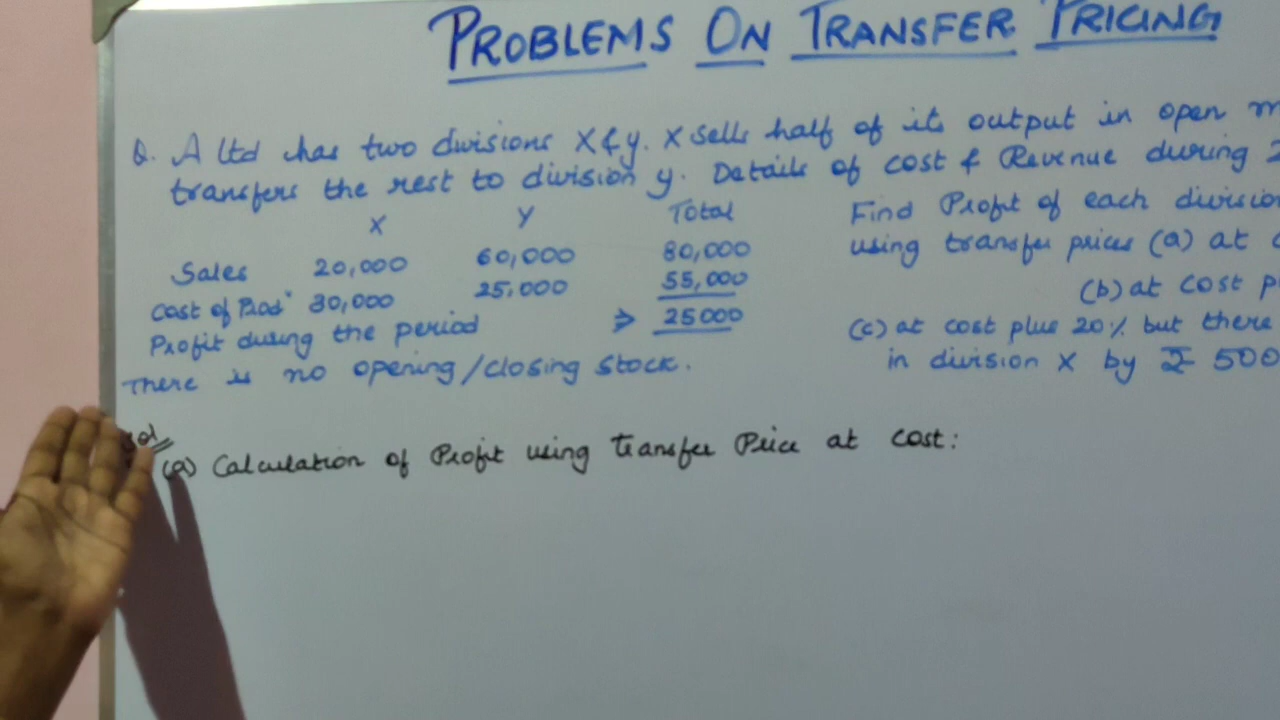 PROBLEMS ON TRANSFER PRICING
Q. A Ltd has two divisions X & y. X sells half of its output in open m
transfers the rest to division y. Details of cost & Revenue during 2
X Y Total
Sales 20,000 60,000 80,000
Cost of Prodⁿ 30,000 25,000 55,000
Profit during the period ⇒ 25000
There is no opening/closing stock.
Find Profit of each division
using transfer prices (a) at c
(b) at cost p
(c) at cost plus 20% but there
in division X by ₹ 500
Sol
(a) Calculation of Profit using Transfer Price at cost: